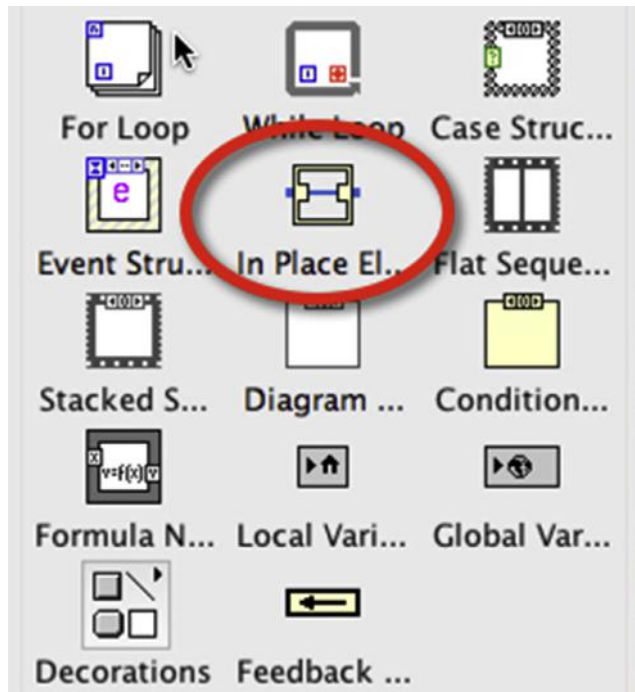 For Loop While Loop Case Struc...
e
Event Stru... In Place El... Flat Seque...
Stacked S... Diagram ... Condition...
y=f(x)
Formula N... Local Vari... Global Var...
Decorations Feedback ...